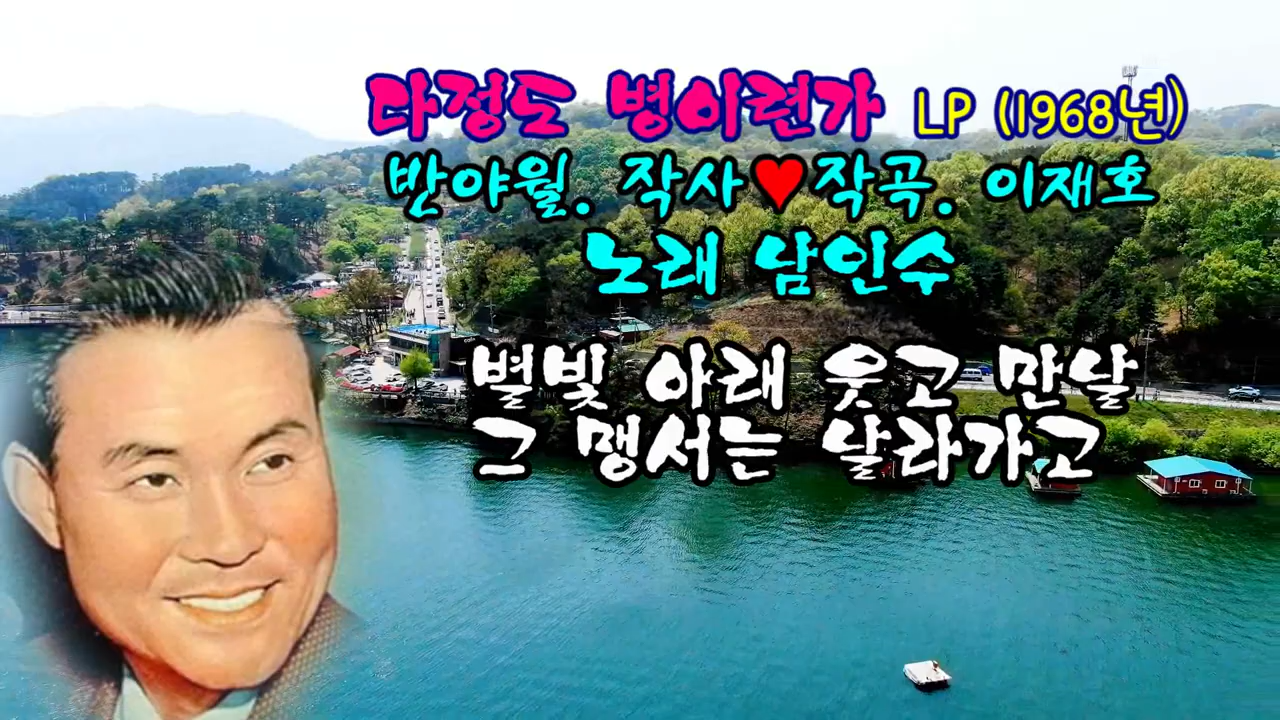 다정도 병이련가 LP (1968년)
반야월. 작사♥작곡. 이재호
노래 남인수
별빛 아래 웃고 만날
그 맹서는 날라가고